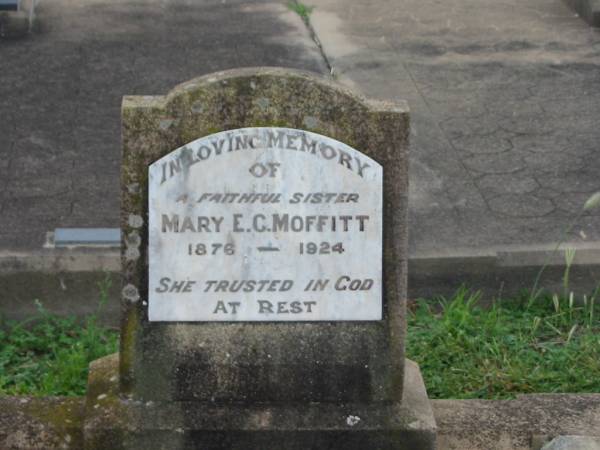 IN LOVING MEMORY
OF
A FAITHFUL SISTER
MARY E.C. MOFFITT
1876 — 1924
SHE TRUSTED IN GOD
AT REST